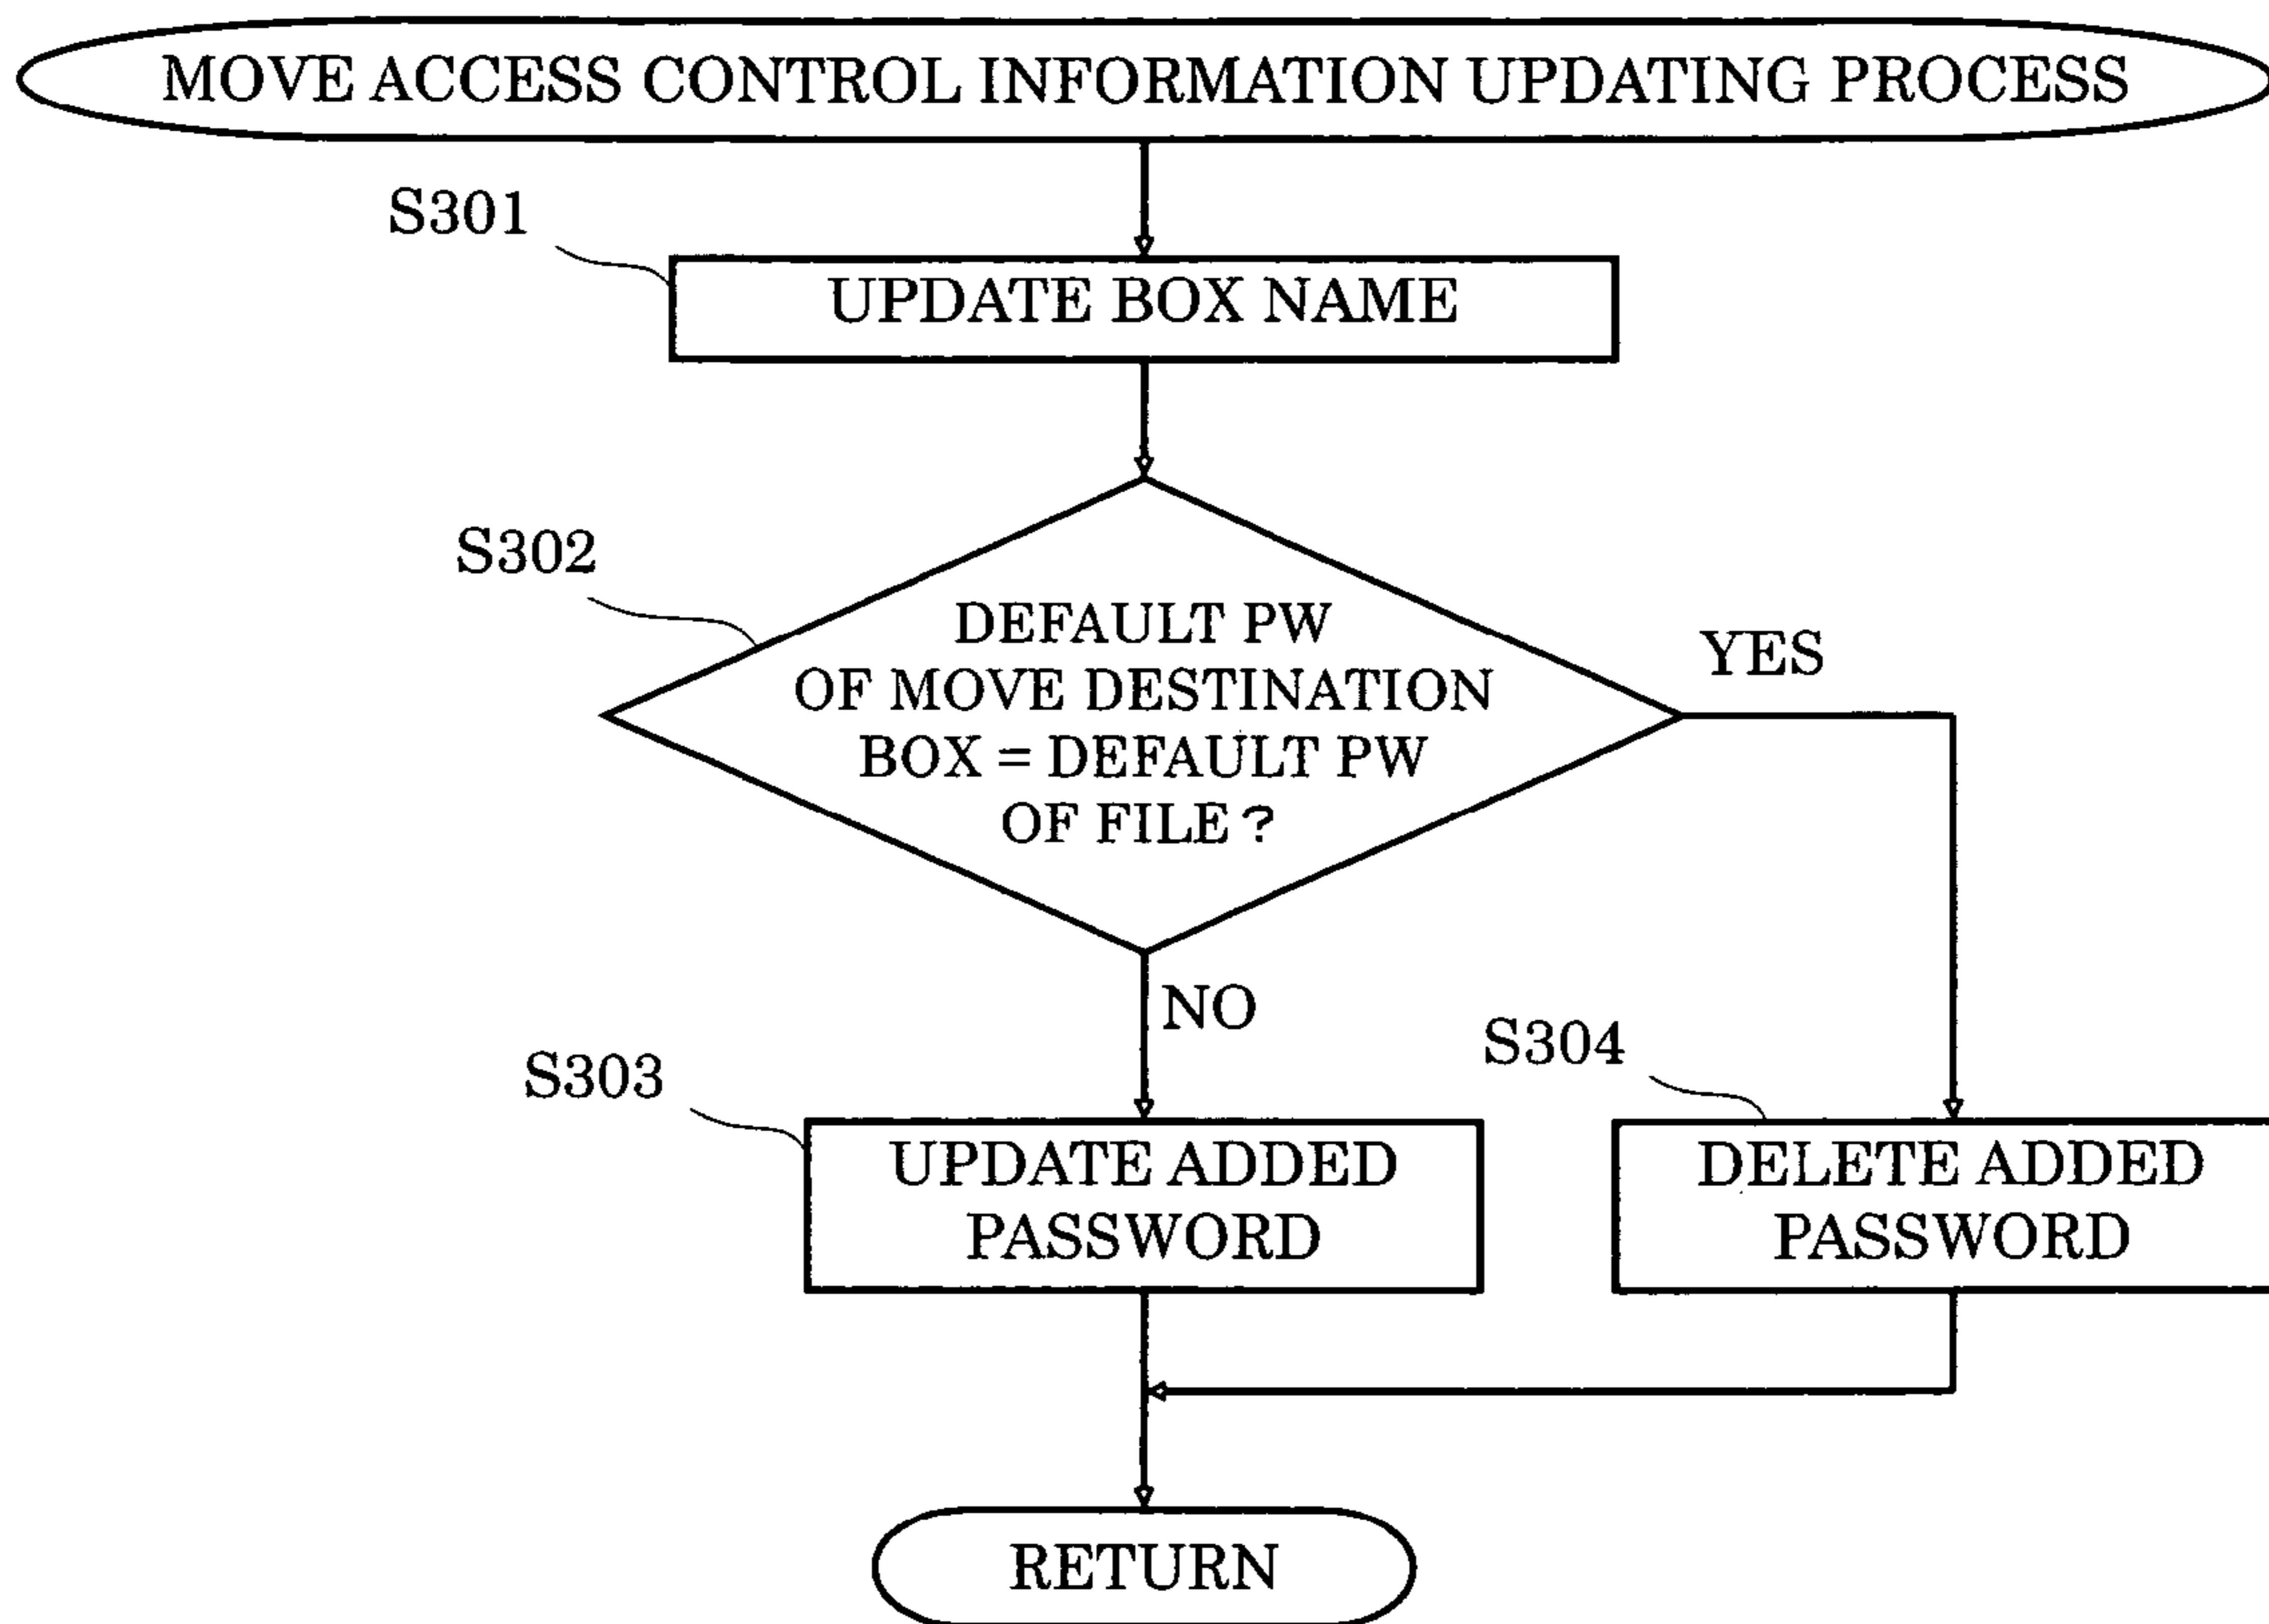 MOVE ACCESS CONTROL INFORMATION UPDATING PROCESS
S301
UPDATE BOX NAME
S302
DEFAULT PW
OF MOVE DESTINATION
BOX = DEFAULT PW
OF FILE ?
YES
NO
S303
UPDATE ADDED
PASSWORD
S304
DELETE ADDED
PASSWORD
RETURN